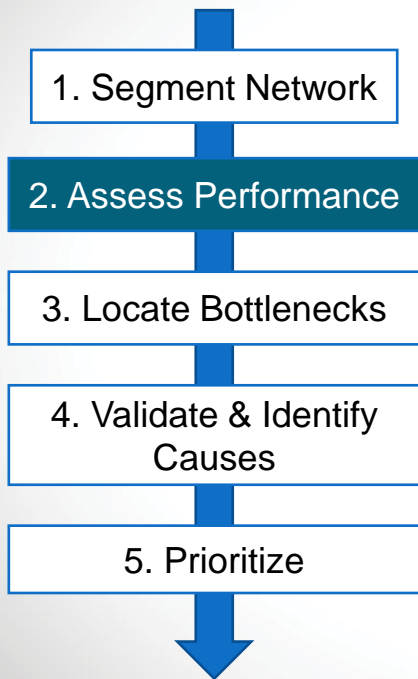 1. Segment Network
2. Assess Performance
3. Locate Bottlenecks
4. Validate & Identify
Causes
5. Prioritize